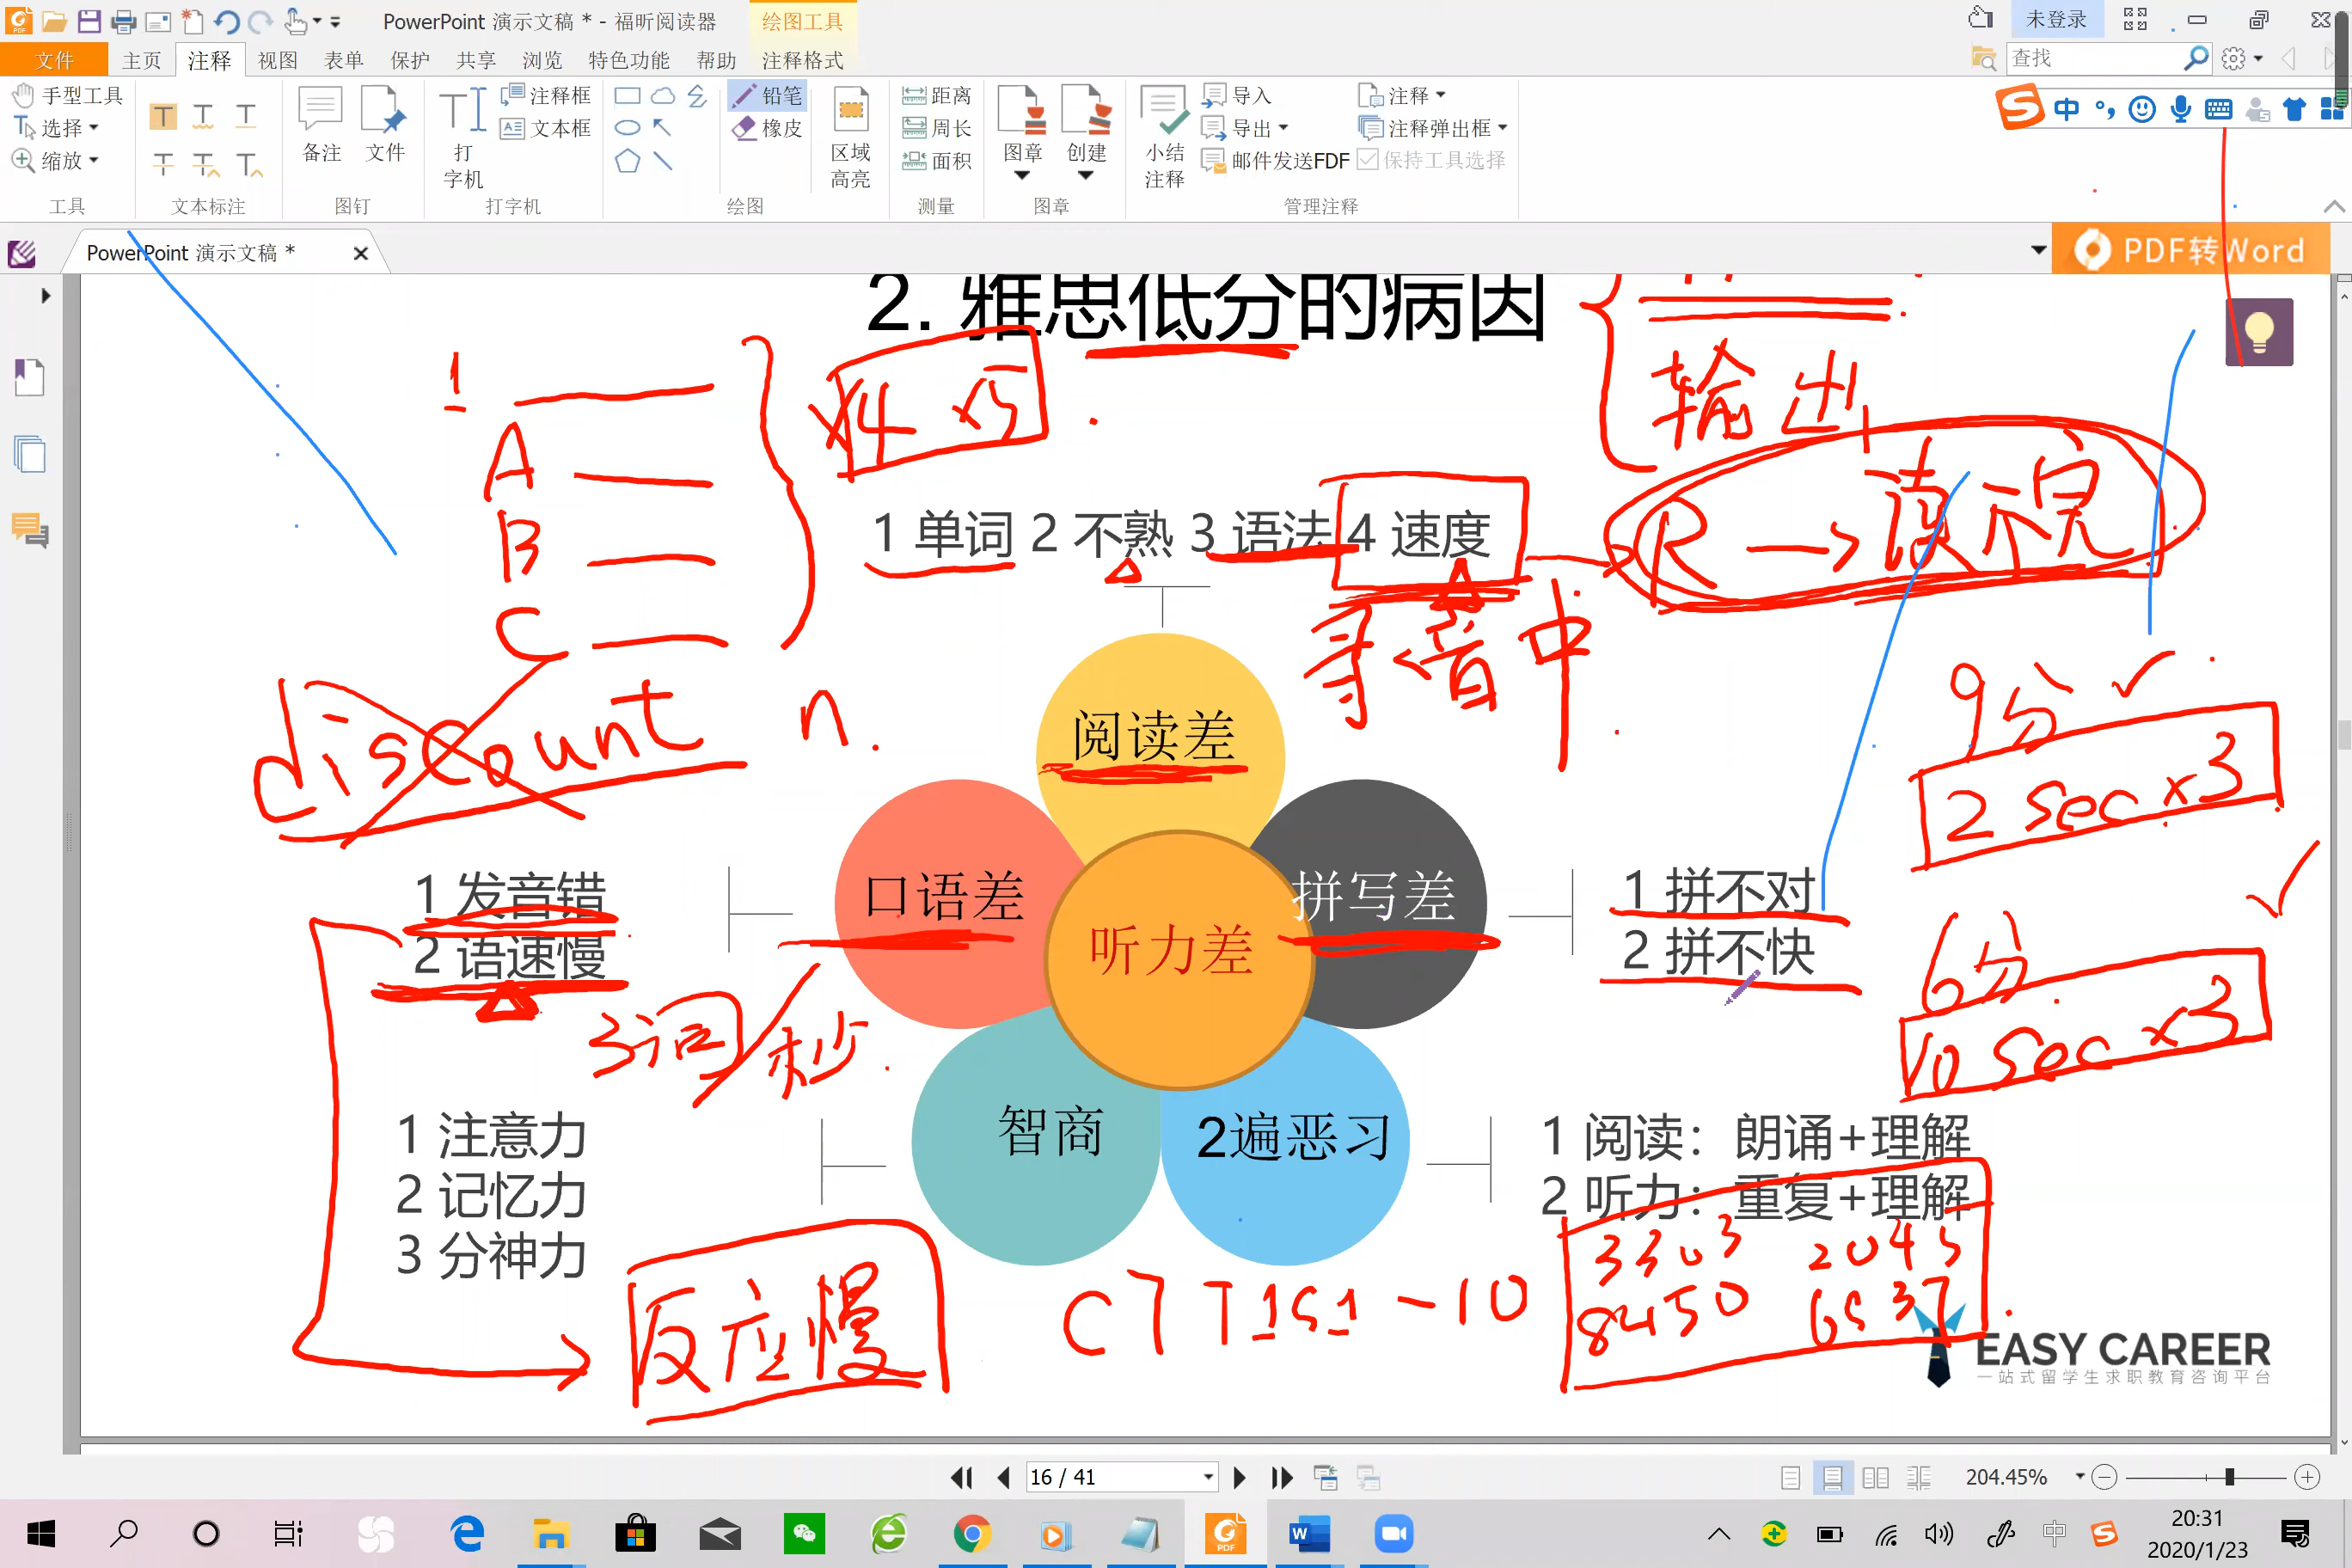 PowerPoint 演示文稿 * - 福昕阅读器
绘图工具
未登录
文件 主页 注释 视图 表单 保护 共享 浏览 特色功能 帮助 注释格式
查找
手型工具
选择
缩放
工具
文本标注
备注
文件
图钉
打字机
注释框
文本框
打字机
铅笔
橡皮
绘图
区域高亮
距离
周长
面积
测量
图章
创建
图章
小结注释
导入
导出
邮件发送FDF
注释
注释弹出框
保持工具选择
管理注释
中
PowerPoint 演示文稿 *
PDF转Word
2. 雅思低分的病因
输出
1
A
B
C
x4 x5
1 单词 2 不熟 3 语法 4 速度
R → 读不完
寻音中
discount n.
阅读差
9分
2 sec x3
1 发音错
2 语速慢
口语差
听力差
拼写差
1 拼不对
2 拼不快
3词/秒
6分
10 sec x3
1 注意力
2 记忆力
3 分神力
智商
2遍恶习
1 阅读：朗诵+理解
2 听力：重复+理解
2045
8450
反应慢
EASY CAREER
一站式留学生求职教育咨询平台
16 / 41
204.45%
中
20:31
2020/1/23